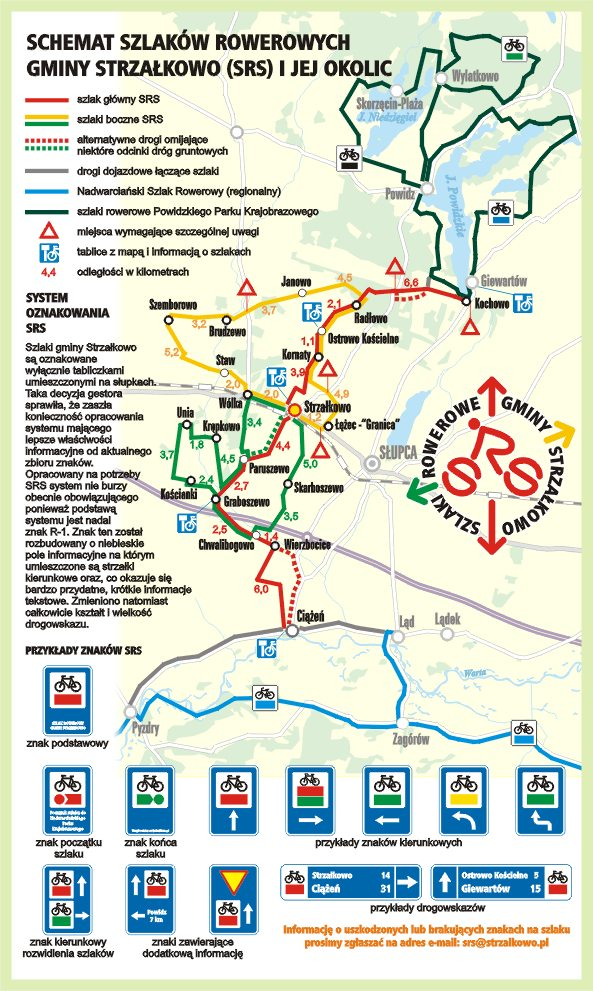 SCHEMAT SZLAKÓW ROWEROWYCH
GMINY STRZAŁKOWO (SRS) I JEJ OKOLIC
szlak główny SRS
szlaki boczne SRS
alternatywne drogi omijające
niektóre odcinki dróg gruntowych
drogi dojazdowe łączące szlaki
Nadwarciański Szlak Rowerowy (regionalny)
szlaki rowerowe Powidzkiego Parku Krajobrazowego
miejsca wymagające szczególnej uwagi
tablice z mapą i informacją o szlakach
4,4 odległości w kilometrach
SYSTEM
OZNAKOWANIA
SRS
Szlaki gminy Strzałkowo
są oznakowane
wyłącznie tabliczkami
umieszczonymi na słupkach.
Taka decyzja gestora
sprawiła, że zaszła
konieczność opracowania
systemu mającego
lepsze właściwości
informacyjne od aktualnego
zbioru znaków.
Opracowany na potrzeby
SRS system nie burzy
obecnie obowiązującego
ponieważ podstawą
systemu jest nadal
znak R-1. Znak ten został
rozbudowany o niebieskie
pole informacyjne na którym
umieszczone są strzałki
kierunkowe oraz, co okazuje się
bardzo przydatne, krótkie informacje
tekstowe. Zmieniono natomiast
całkowicie kształt i wielkość
drogowskazu.
Wylatkowo
Skorzęcin-Plaża
J. Niedzięgiel
Powidz
J. Powidzkie
Giewartów
Kochowo
6,6
Janowo
4,5
2,1
Radłowo
Szemborowo
3,2
Brudzewo
3,7
1,1
Ostrowo Kościelne
Kornaty
3,9
5,2
Staw
2,0
2,0
4,9
Wólka
Strzałkowo
1,2
Łężec -"Granica"
SŁUPCA
Unia
Krępkowo
3,4
1,8
4,4
3,7
4,5
Paruszewo
5,0
2,4
2,7
Skarboszewo
Kościenki
Graboszewo
2,5
3,5
Chwalibogowo
1,4
Wierzbocice
6,0
Ciążeń
Ląd
Lądek
Warta
Pyzdry
Zagórów
SRS
SZLAKI ROWEROWE GMINY STRZAŁKOWO
PRZYKŁADY ZNAKÓW SRS
znak podstawowy
znak początku
szlaku
znak końca
szlaku
przykłady znaków kierunkowych
Powidz
7 km
znak kierunkowy
rozwidlenia szlaków
znaki zawierające
dodatkową informację
Strzałkowo 14
Ciążeń 31
Ostrowo Kościelne 5
Giewartów 15
przykłady drogowskazów
Informację o uszkodzonych lub brakujących znakach na szlaku
prosimy zgłaszać na adres e-mail: srs@strzalkowo.pl